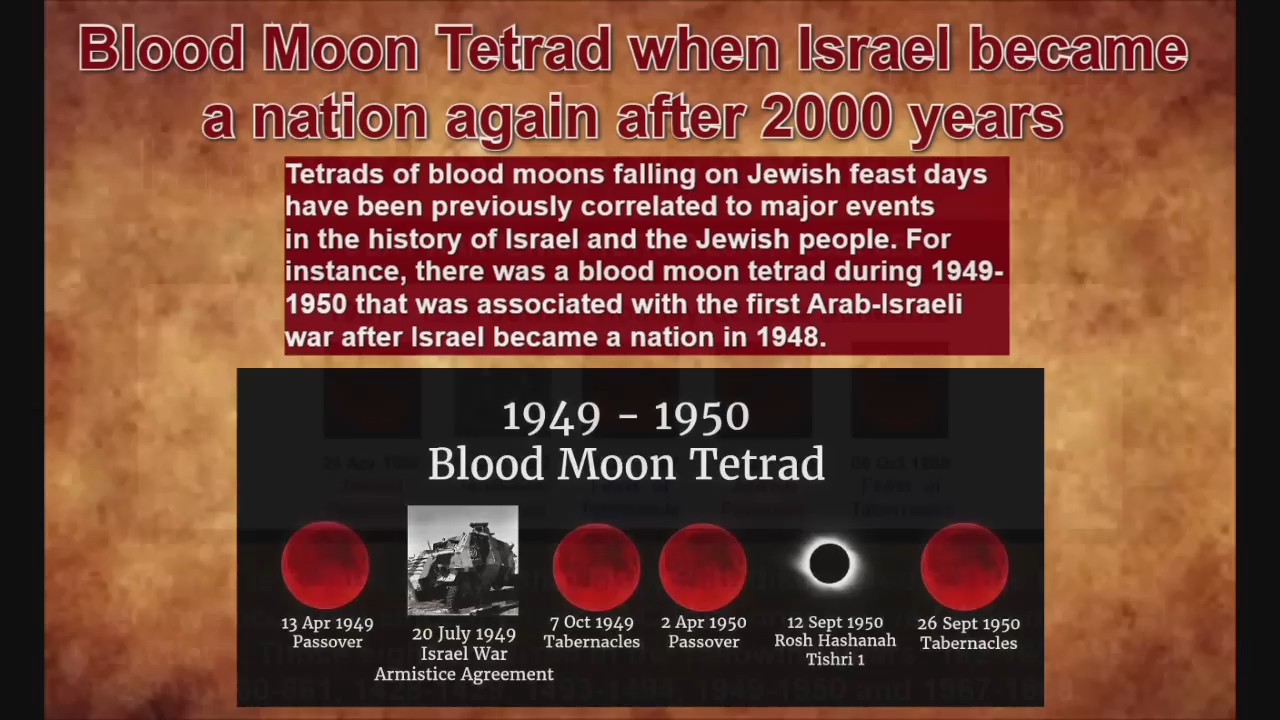 Blood Moon Tetrad when Israel became
a nation again after 2000 years
Tetrads of blood moons falling on Jewish feast days
have been previously correlated to major events
in the history of Israel and the Jewish people. For
instance, there was a blood moon tetrad during 1949-
1950 that was associated with the first Arab-Israeli
war after Israel became a nation in 1948.
1949 - 1950
Blood Moon Tetrad
13 Apr 1949
Passover
20 July 1949
Israel War
Armistice Agreement
7 Oct 1949
Tabernacles
2 Apr 1950
Passover
12 Sept 1950
Rosh Hashanah
Tishri 1
26 Sept 1950
Tabernacles